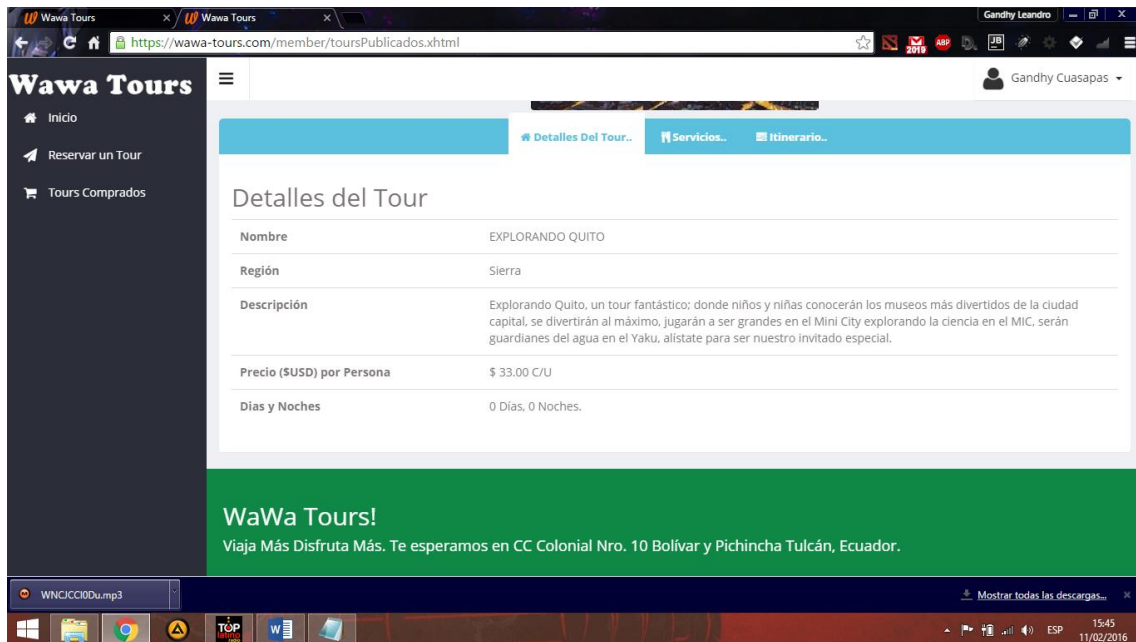 Wawa Tours
Wawa Tours
Gandhy Leandro
https://wawa-tours.com/member/toursPublicados.xhtml
2019
ABP
JB
Wawa Tours
Gandhy Cuasapas
Inicio
Reservar un Tour
Tours Comprados
Detalles Del Tour..
Servicios..
Itinerario..
Detalles del Tour
Nombre EXPLORANDO QUITO
Región Sierra
Descripción Explorando Quito, un tour fantástico; donde niños y niñas conocerán los museos más divertidos de la ciudad
capital, se divertirán al máximo, jugarán a ser grandes en el Mini City explorando la ciencia en el MIC, serán
guardianes del agua en el Yaku, alístate para ser nuestro invitado especial.
Precio ($USD) por Persona $ 33.00 C/U
Dias y Noches 0 Días, 0 Noches.
WaWa Tours!
Viaja Más Disfruta Más. Te esperamos en CC Colonial Nro. 10 Bolívar y Pichincha Tulcán, Ecuador.
WNCJCCI0Du.mp3
Mostrar todas las descargas...
TOP
latino
radio
ESP
15:45
11/02/2016